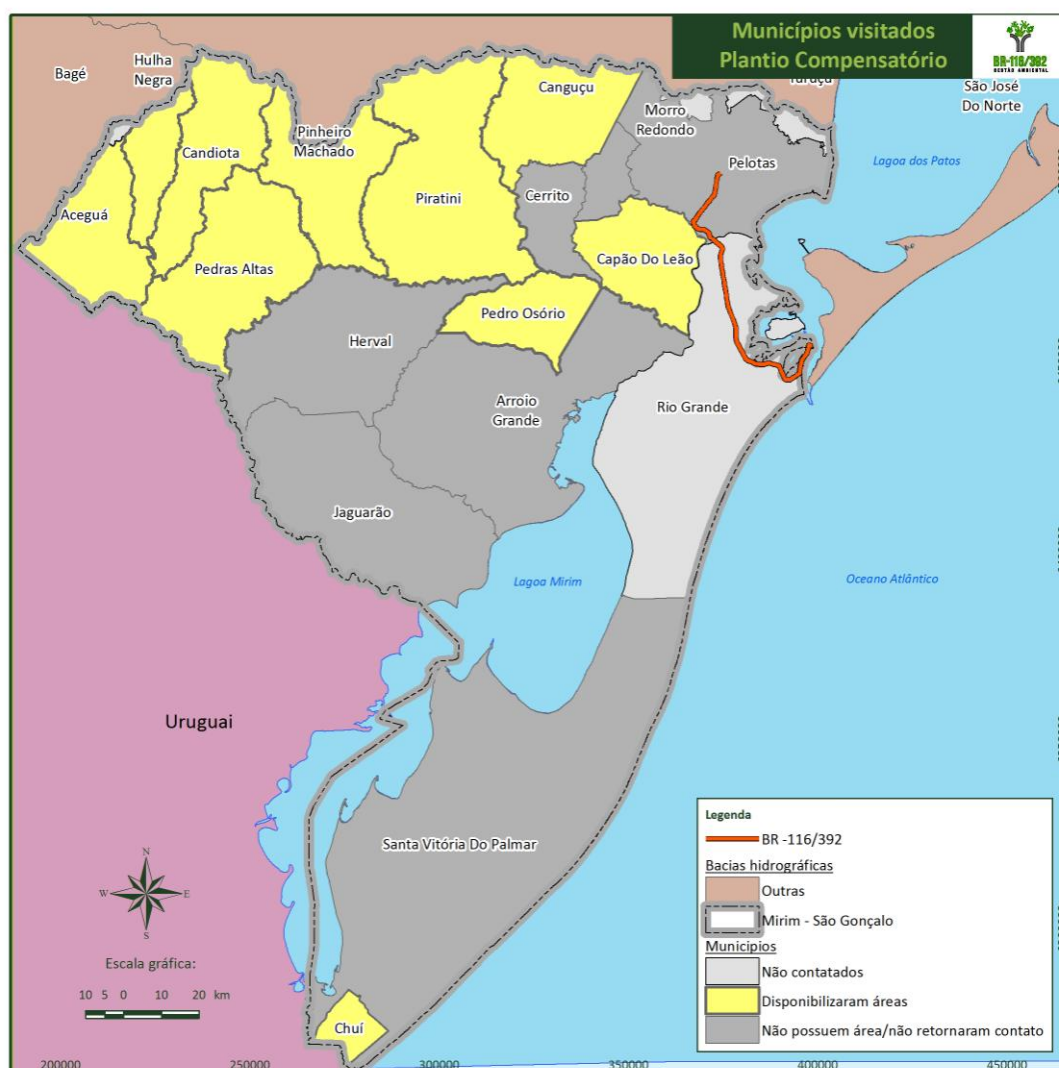 Municípios visitados
Plantio Compensatório
BR-116/392
GESTÃO AMBIENTAL
Bagé
Hulha
Negra
Canguçu
São José
Do Norte
Morro
Redondo
Lagoa dos Patos
Candiota
Pinheiro
Machado
Pelotas
Piratini
Cerrito
Aceguá
Capão Do Leão
Pedras Altas
Pedro Osório
Herval
Arroio
Grande
Rio Grande
Jaguarão
Lagoa Mirim
Oceano Atlântico
Uruguai
Santa Vitória Do Palmar
Chuí
N
W
E
S
Escala gráfica:
10 5 0 10 20 km
Legenda
BR -116/392
Bacias hidrográficas
Outras
Mirim - São Gonçalo
Municipios
Não contatados
Disponibilizaram áreas
Não possuem área/não retornaram contato
200000 250000 300000 350000 400000 450000